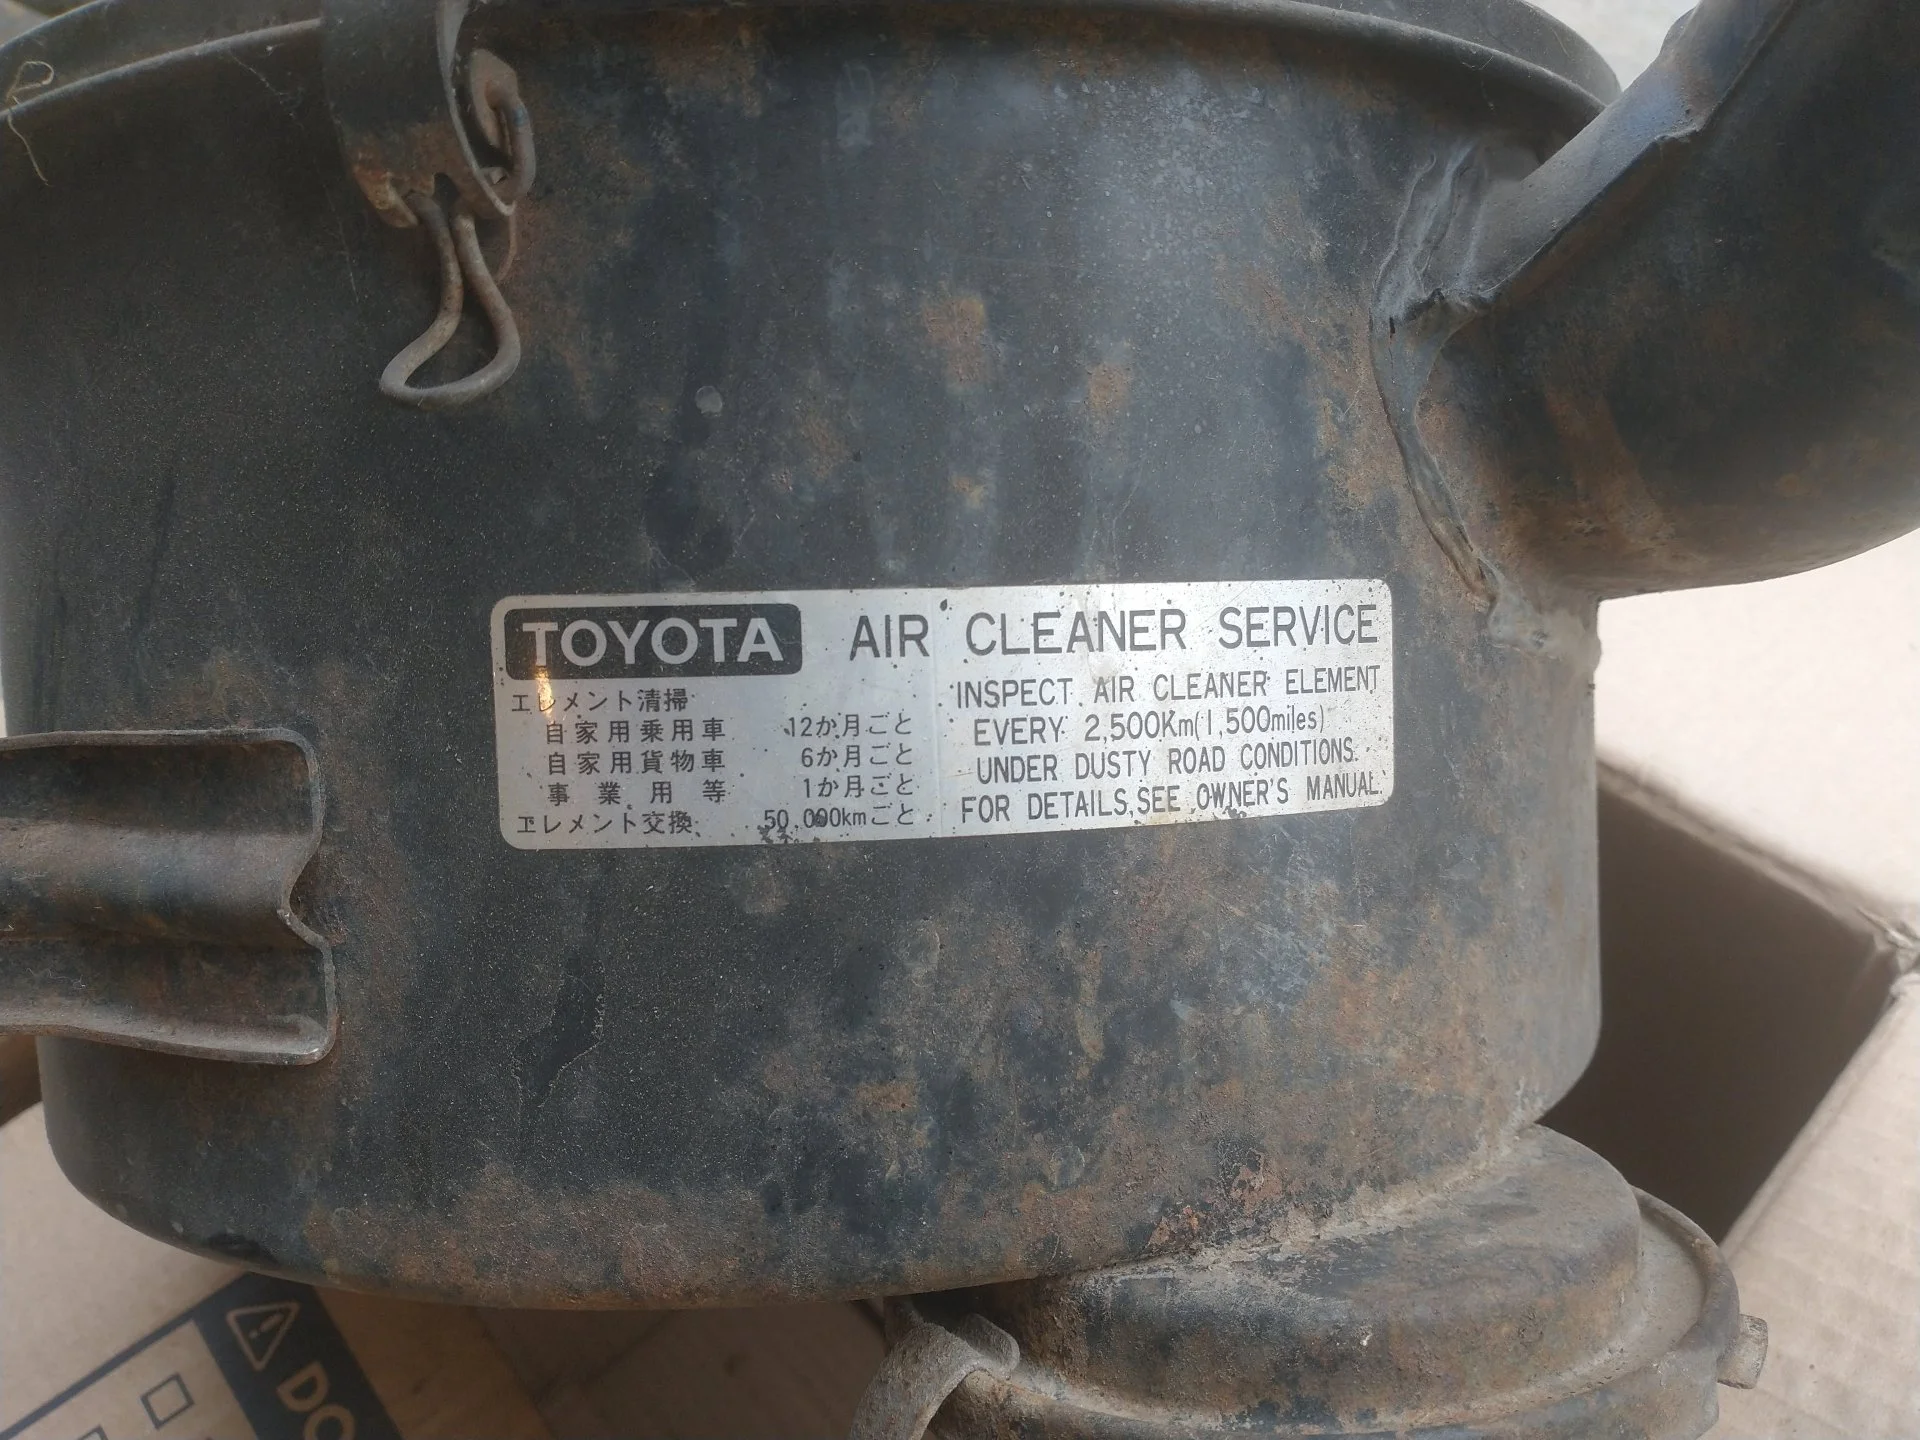 TOYOTA AIR CLEANER SERVICE
エレメント清掃
自家用乗用車 12か月ごと
自家用貨物車 6か月ごと
事業用等 1か月ごと
エレメント交換 50,000kmごと
INSPECT AIR CLEANER ELEMENT
EVERY 2,500Km(1,500miles)
UNDER DUSTY ROAD CONDITIONS.
FOR DETAILS,SEE OWNER'S MANUAL.
DO